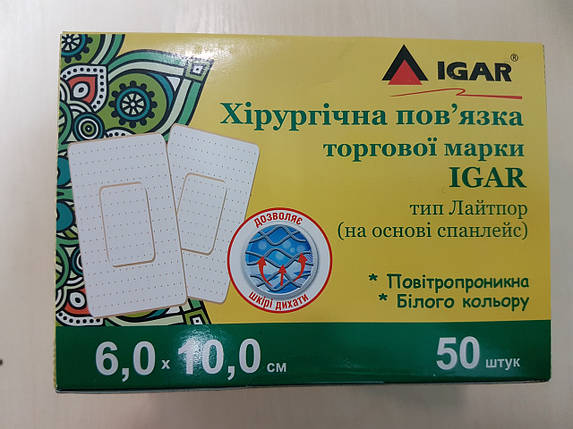 IGAR®
Хірургічна пов’язка
торгової марки
IGAR
тип Лайтпор
(на основі спанлейс)
ДОЗВОЛЯЄ
ШКІРІ ДИХАТИ
* Повітропроникна
* Білого кольору
6,0 x 10,0 см
50 штук